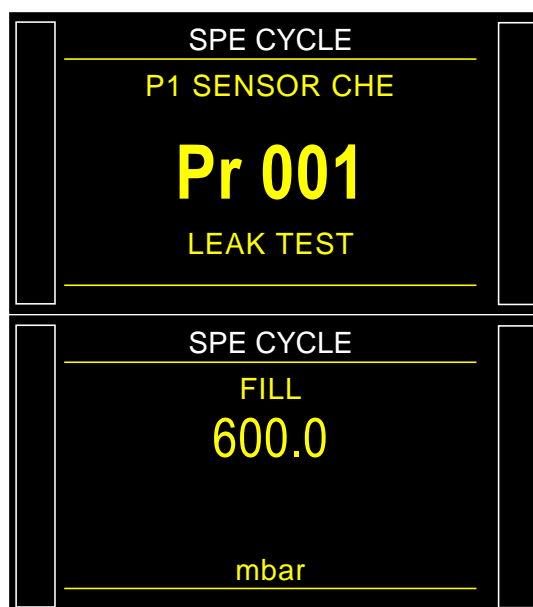 SPE CYCLE
P1 SENSOR CHE
Pr 001
LEAK TEST
SPE CYCLE
FILL
600.0
mbar